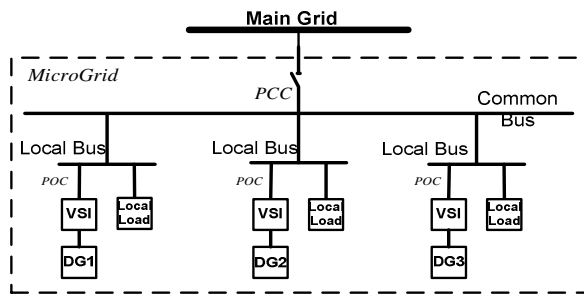 Main Grid
MicroGrid
PCC
Common
Bus
Local Bus
Local Bus
Local Bus
POC
POC
POC
VSI
Local
Load
VSI
Local
Load
VSI
Local
Load
DG1
DG2
DG3